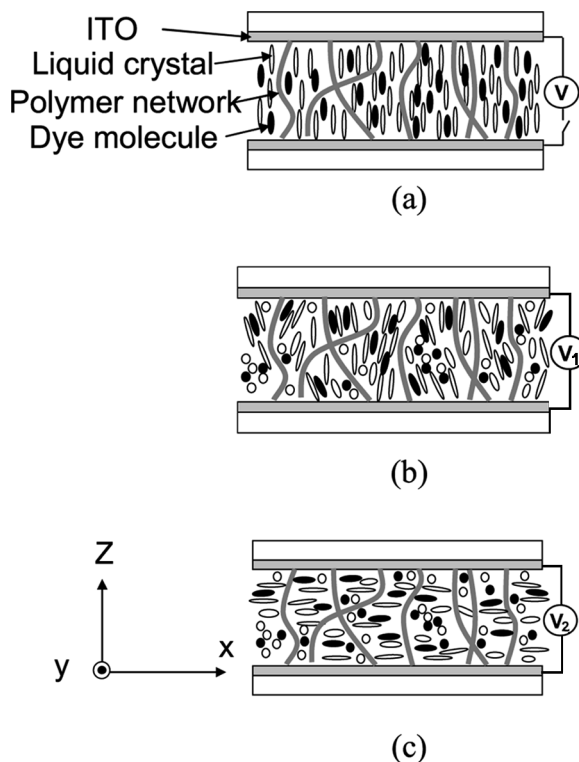 ITO
Liquid crystal
Polymer network
Dye molecule
V
(a)
V₁
(b)
Z
y
x
V₂
(c)